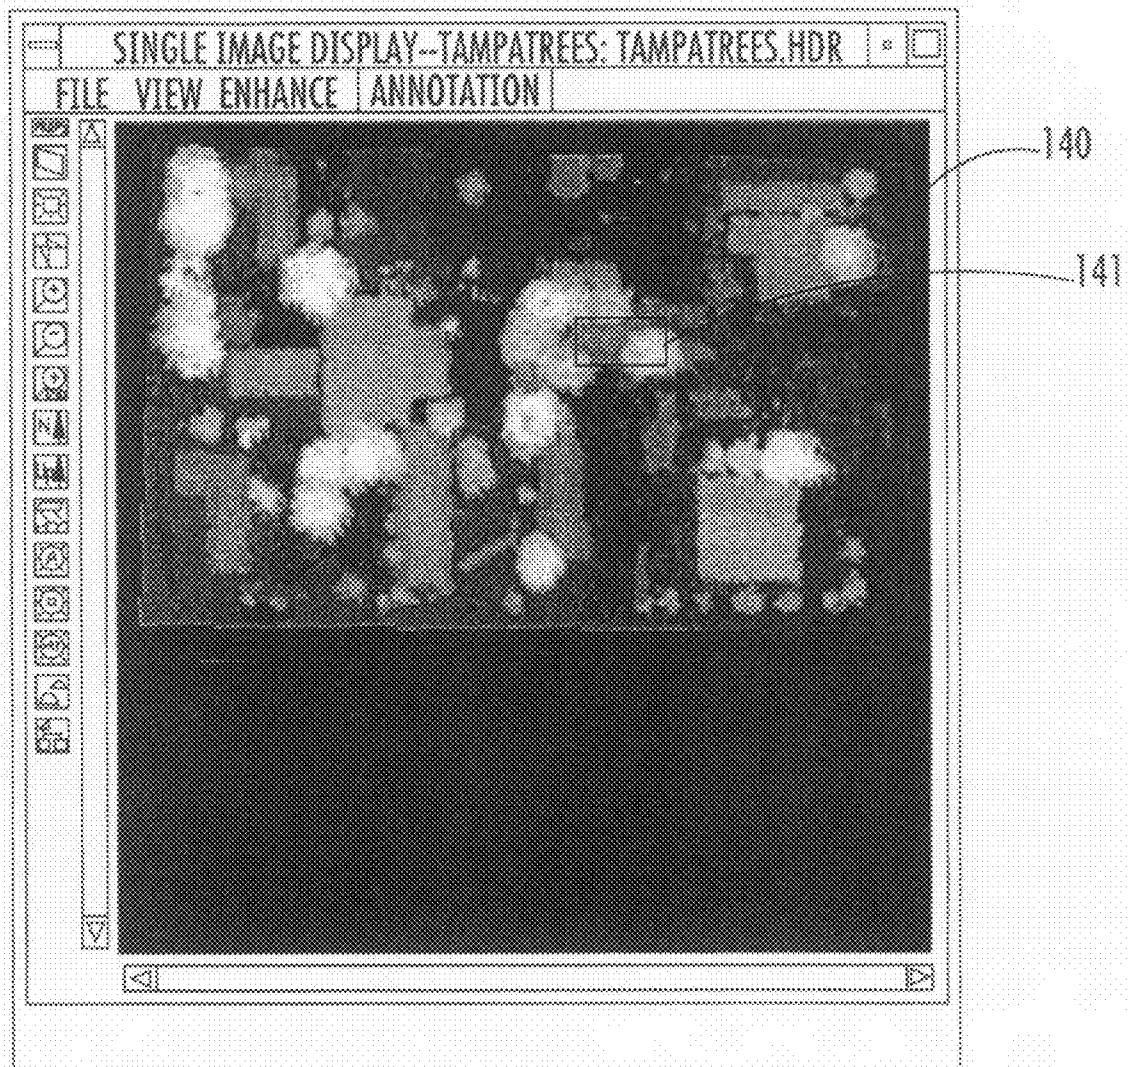 SINGLE IMAGE DISPLAY--TAMPATREES: TAMPATREES.HDR
FILE VIEW ENHANCE ANNOTATION
140
141